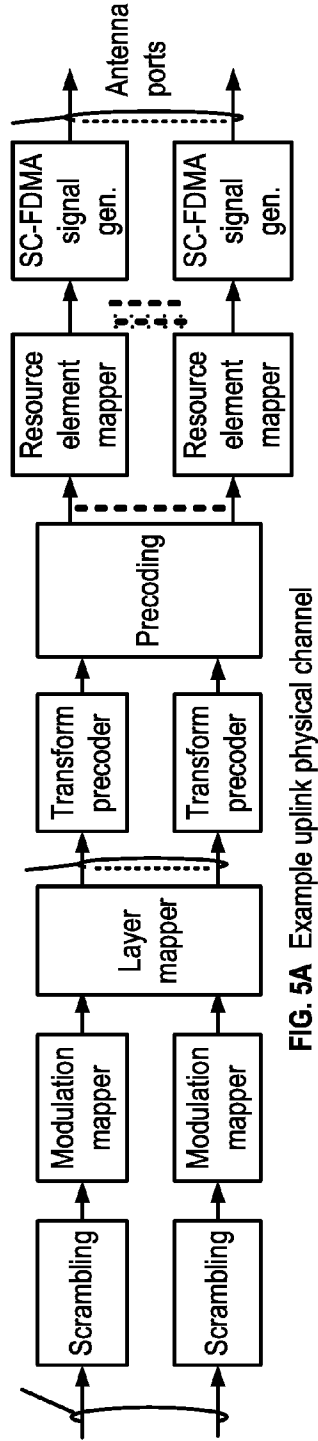 Scrambling
Scrambling
Modulation
mapper
Modulation
mapper
Layer
mapper
Transform
precoder
Transform
precoder
Precoding
Resource
element
mapper
Resource
element
mapper
SC-FDMA
signal
gen.
SC-FDMA
signal
gen.
Antenna
ports
FIG. 5A Example uplink physical channel